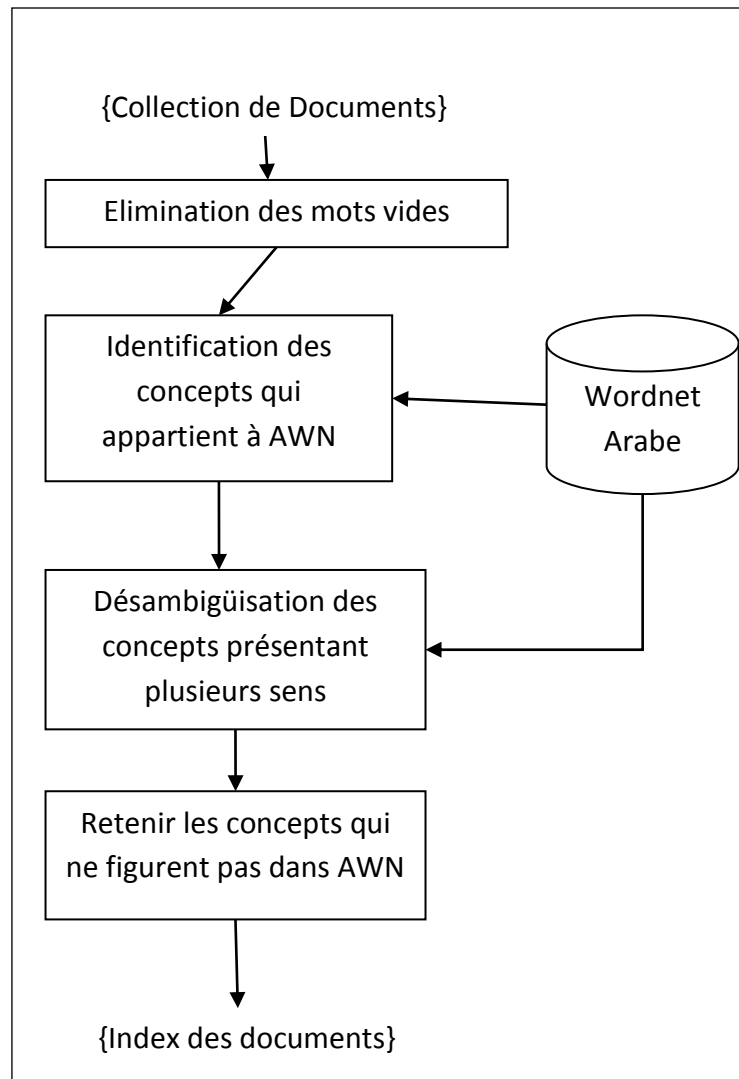 {Collection de Documents}
Elimination des mots vides
Identification des
concepts qui
appartient à AWN
Wordnet
Arabe
Désambigüisation des
concepts présentant
plusieurs sens
Retenir les concepts qui
ne figurent pas dans AWN
{Index des documents}